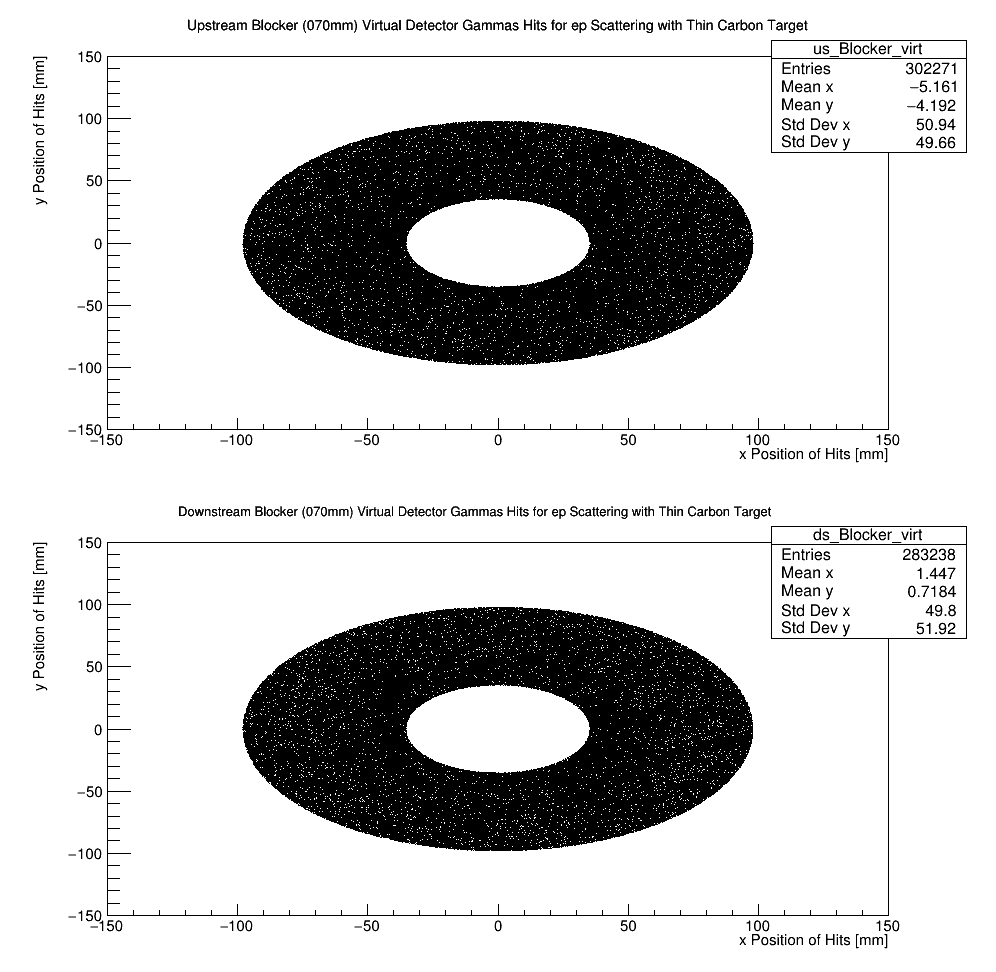 Upstream Blocker (070mm) Virtual Detector Gammas Hits for ep Scattering with Thin Carbon Target
us_Blocker_virt
Entries 302271
Mean x −5.161
Mean y −4.192
Std Dev x 50.94
Std Dev y 49.66
y Position of Hits [mm]
150
100
50
0
−50
−100
−150
−150 −100 −50 0 50 100 150
x Position of Hits [mm]
Downstream Blocker (070mm) Virtual Detector Gammas Hits for ep Scattering with Thin Carbon Target
ds_Blocker_virt
Entries 283238
Mean x 1.447
Mean y 0.7184
Std Dev x 49.8
Std Dev y 51.92
y Position of Hits [mm]
150
100
50
0
−50
−100
−150
−150 −100 −50 0 50 100 150
x Position of Hits [mm]